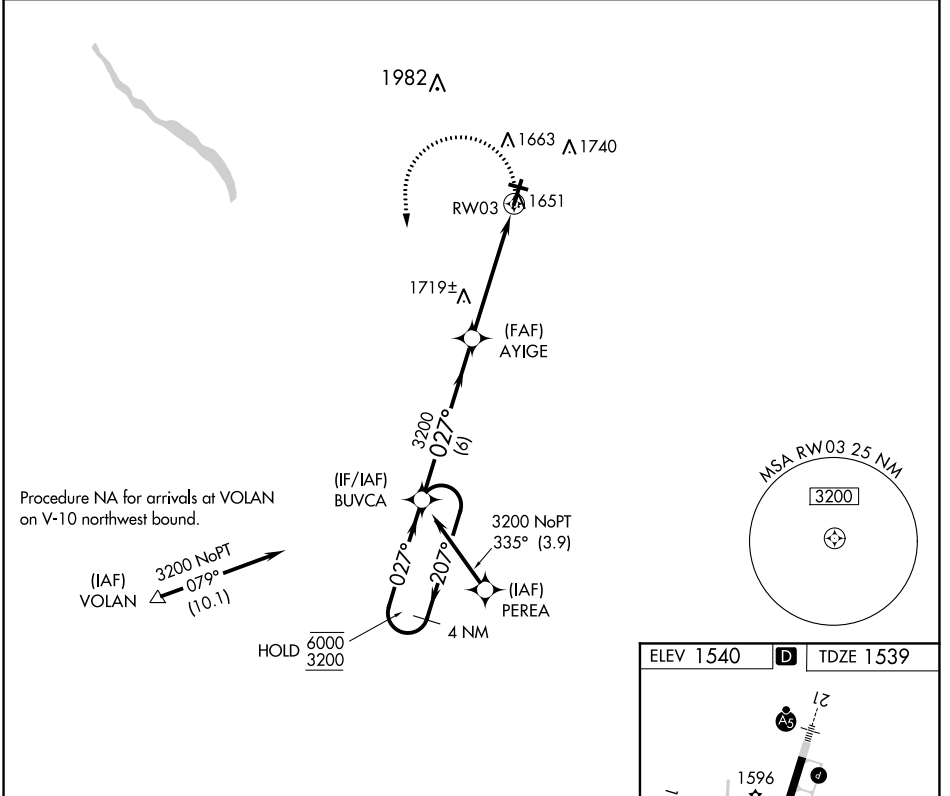 1982
1663
1740
RW03
1651
1719±
(FAF)
AYIGE
3200
027°
(6)
(IF/IAF)
BUVCA
MSA RW03 25 NM
3200
Procedure NA for arrivals at VOLAN
on V-10 northwest bound.
3200 NoPT
335° (3.9)
3200 NoPT
079°
(10.1)
(IAF)
VOLAN
027°
207°
(IAF)
PEREA
4 NM
HOLD 6000
3200
ELEV 1540 D TDZE 1539
21
A5
1596
P